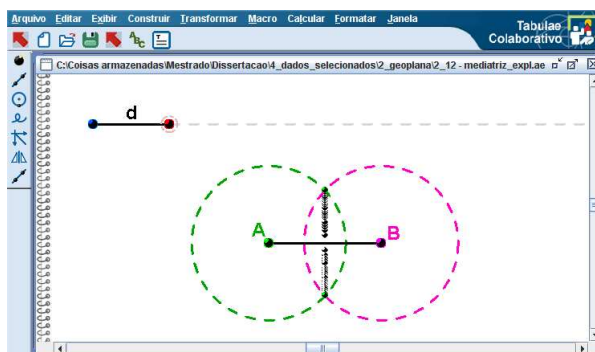 Arquivo Editar Exibir Construir Transformar Macro Calcular Formatar Janela
Tabulae
Colaborativo
ABC
C:\Coisas armazenadas\Mestrado\Dissertacao\4_dados_selecionados\2_geoplana\2_12 - mediatriz_expl.ae
d
A
B